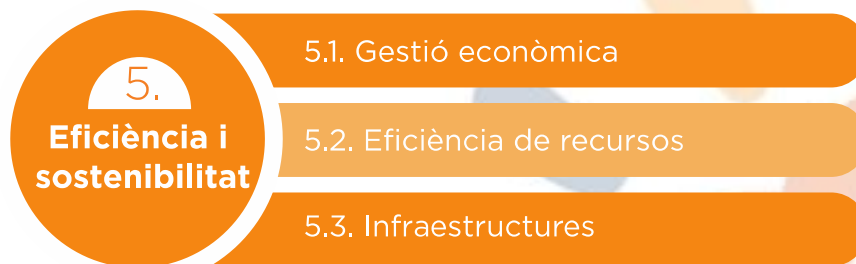 5.
Eficiència i
sostenibilitat
5.1. Gestió econòmica
5.2. Eficiència de recursos
5.3. Infraestructures